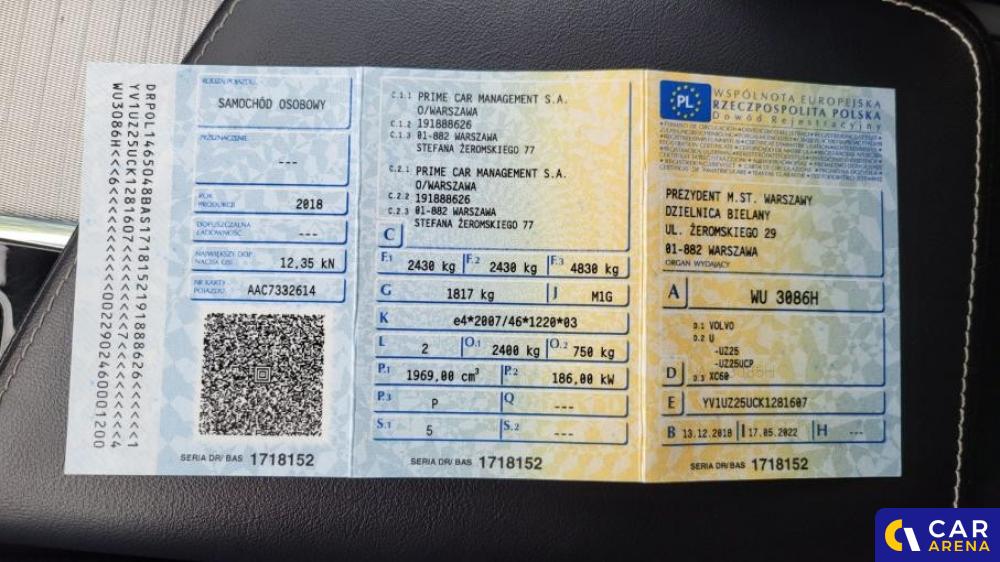 DRPOL1465048BAS1718152191888626<<<<<<1
YV1UZ25UCK1281607<<<<<<<<<<<7<<<<<<<<4
WU3086H<<6<<<<<<<<<<0022902460001200
RODZAJ POJAZDU
SAMOCHÓD OSOBOWY
PRZEZNACZENIE
---
ROK
PRODUKCJI 2018
DOPUSZCZALNA
ŁADOWNOŚĆ ---
NAJWIĘKSZY DOP.
NACISK OSI 12,35 kN
NR KARTY
POJAZDU AAC7332614
SERIA DR/BAS 1718152
C.1.1 PRIME CAR MANAGEMENT S.A.
O/WARSZAWA
C.1.2 191888626
C.1.3 01-882 WARSZAWA
STEFANA ŻEROMSKIEGO 77
C.2.1 PRIME CAR MANAGEMENT S.A.
O/WARSZAWA
C.2.2 191888626
C.2.3 01-882 WARSZAWA
STEFANA ŻEROMSKIEGO 77
C
F.1 2430 kg F.2 2430 kg F.3 4830 kg
G 1817 kg J M1G
K e4*2007/46*1220*03
L 2 O.1 2400 kg O.2 750 kg
P.1 1969,00 cm³ P.2 186,00 kW
P.3 P Q ---
S.1 5 S.2 ---
SERIA DR/BAS 1718152
PL
WSPÓLNOTA EUROPEJSKA
RZECZPOSPOLITA POLSKA
Dowód Rejestracyjny
PREZYDENT M.ST. WARSZAWY
DZIELNICA BIELANY
UL. ŻEROMSKIEGO 29
01-882 WARSZAWA
ORGAN WYDAJĄCY
A WU 3086H
D.1 VOLVO
D.2 U
-UZ25
-UZ25UCP
D D.3 XC60
E YV1UZ25UCK1281607
B 13.12.2018 I 17.05.2022 H ---
SERIA DR/BAS 1718152
CAR
ARENA